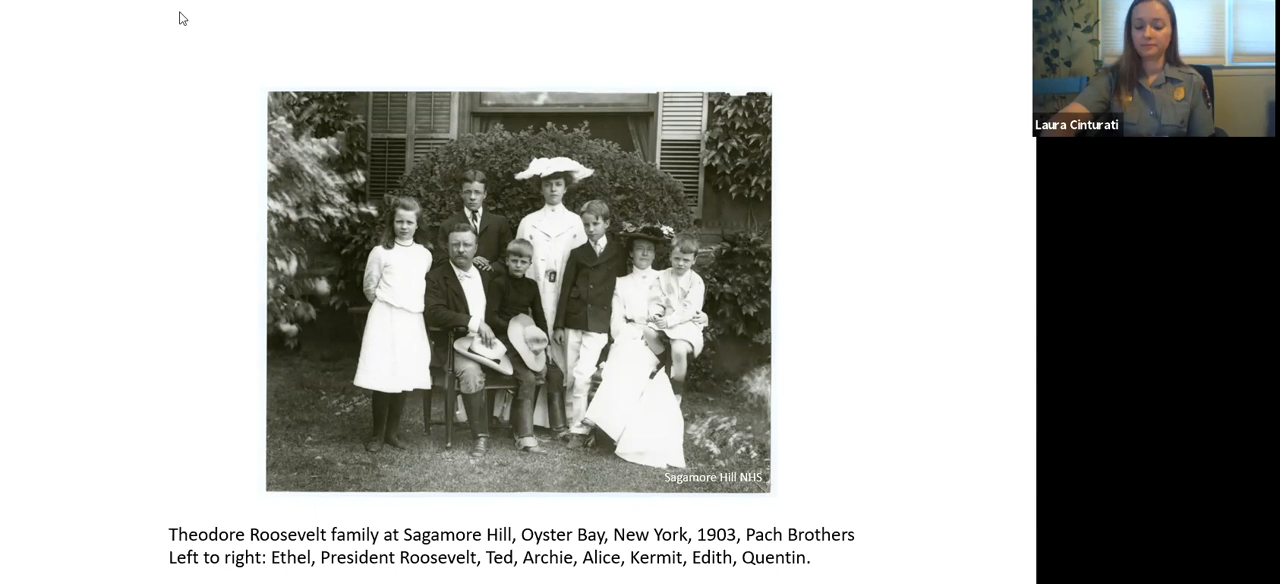 Laura Cinturati
Sagamore Hill NHS
Theodore Roosevelt family at Sagamore Hill, Oyster Bay, New York, 1903, Pach Brothers
Left to right: Ethel, President Roosevelt, Ted, Archie, Alice, Kermit, Edith, Quentin.